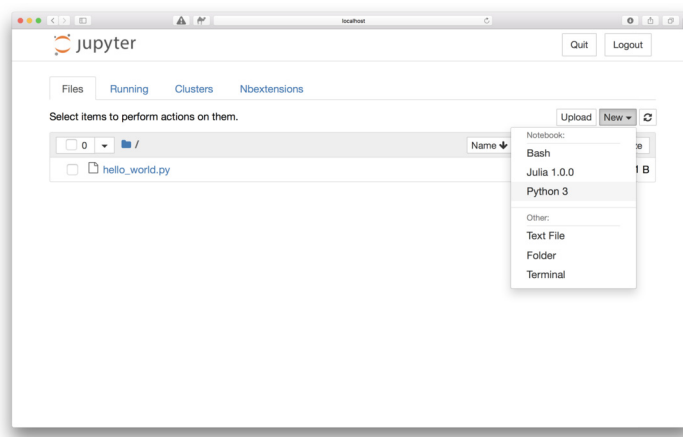 localhost
jupyter
Quit Logout
Files Running Clusters Nbextensions
Select items to perform actions on them.
Upload New
0 /
Name
hello_world.py
B
Notebook:
Bash
Julia 1.0.0
Python 3
Other:
Text File
Folder
Terminal